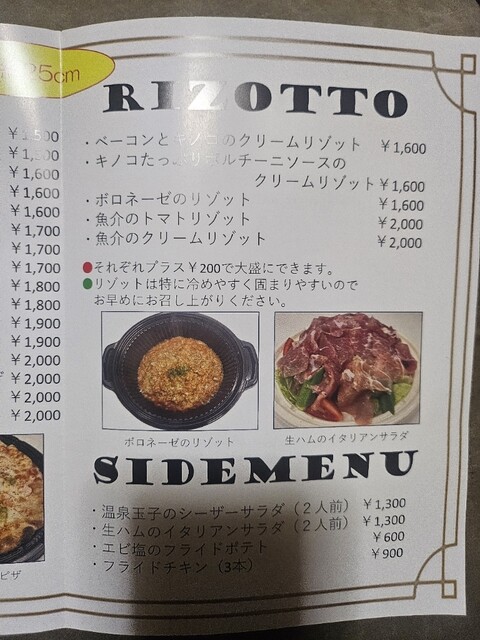 25cm
¥1,500
¥1,500
¥1,600
¥1,600
¥1,600
¥1,700
¥1,700
¥1,700
¥1,800
¥1,800
¥1,900
¥1,900
¥2,000
¥2,000
¥2,000
¥2,000
ピザ
RIZOTTO
・ベーコンとキノコのクリームリゾット ¥1,600
・キノコたっぷりポルチーニソースの
クリームリゾット ¥1,600
・ボロネーゼのリゾット ¥1,600
・魚介のトマトリゾット ¥2,000
・魚介のクリームリゾット ¥2,000
●それぞれプラス¥200で大盛にできます。
●リゾットは特に冷めやすく固まりやすいので
お早めにお召し上がりください。
ボロネーゼのリゾット 生ハムのイタリアンサラダ
SIDEMENU
・温泉玉子のシーザーサラダ(2人前) ¥1,300
・生ハムのイタリアンサラダ(2人前) ¥1,300
・エビ塩のフライドポテト ¥600
・フライドチキン(3本) ¥900